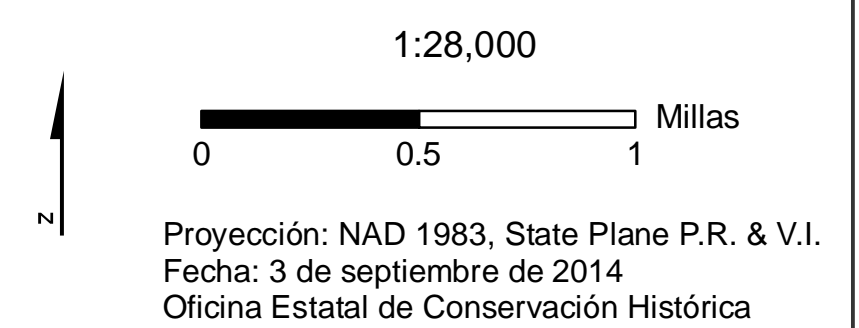 1:28,000
Millas
0 0.5 1
N
Proyección: NAD 1983, State Plane P.R. & V.I.
Fecha: 3 de septiembre de 2014
Oficina Estatal de Conservación Histórica